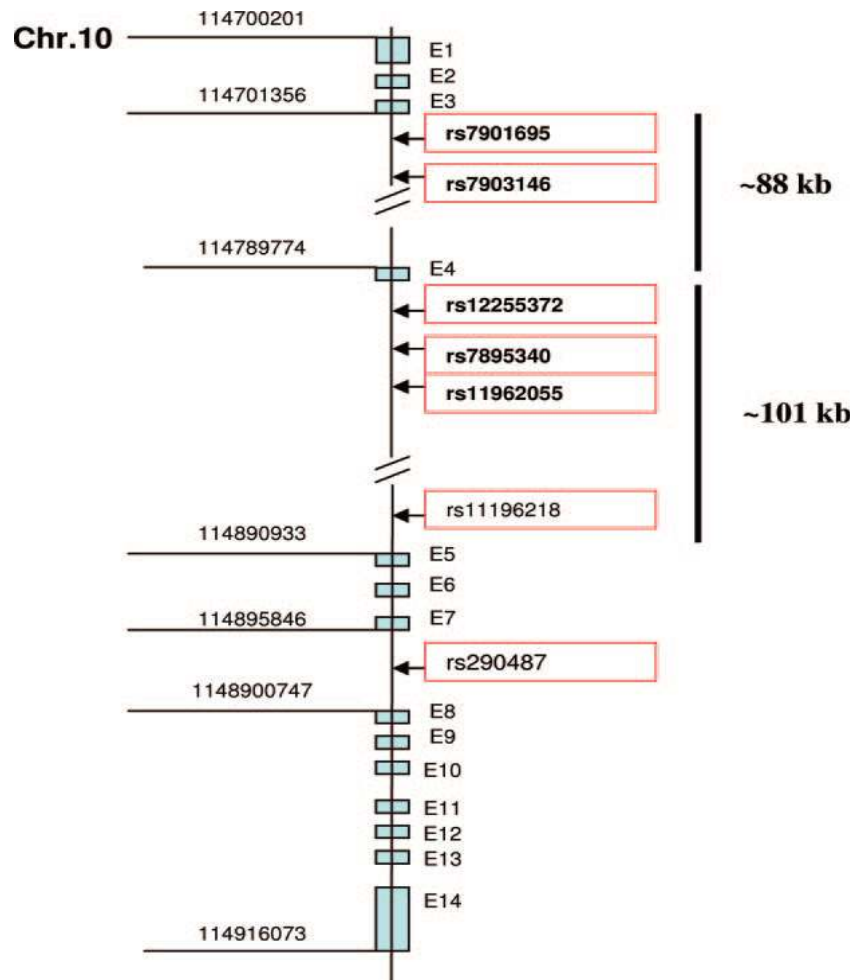 114700201
Chr.10
E1
E2
114701356
E3
rs7901695
rs7903146
~88 kb
114789774
E4
rs12255372
rs7895340
rs11962055
~101 kb
rs11196218
114890933
E5
E6
114895846
E7
rs290487
1148900747
E8
E9
E10
E11
E12
E13
E14
114916073